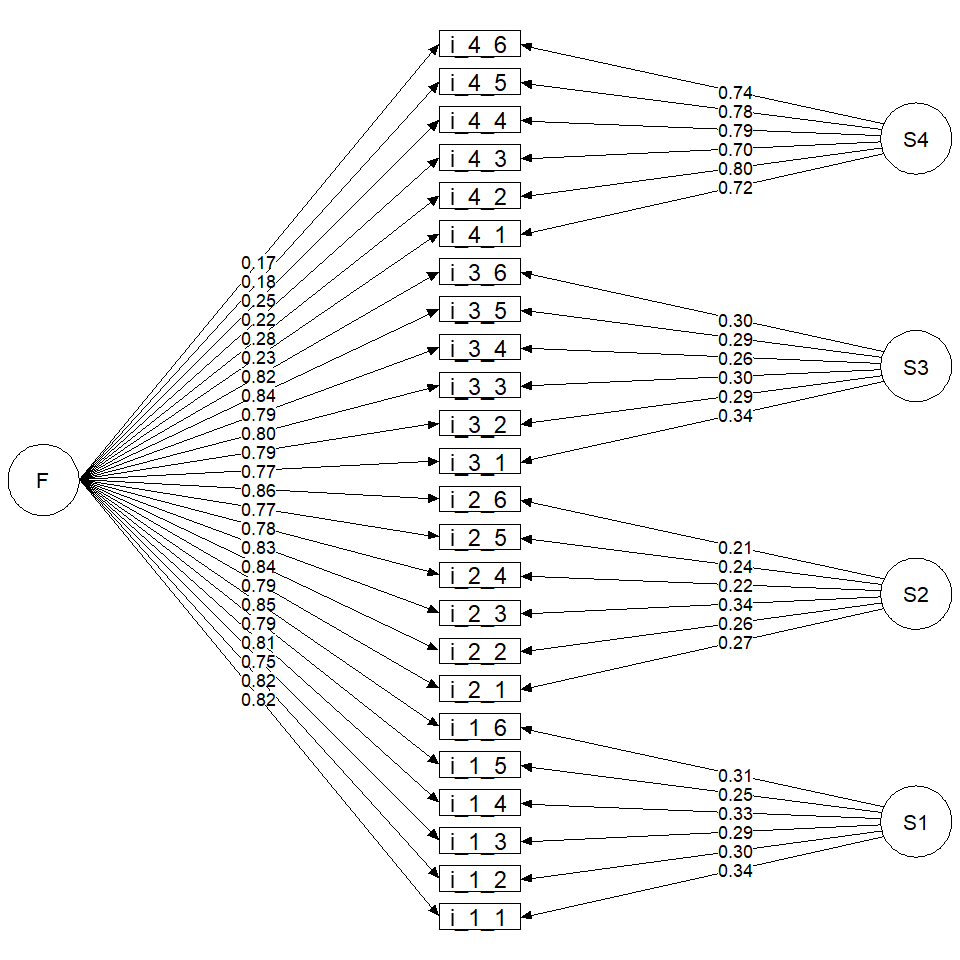 F
0.17
0.18
0.25
0.22
0.28
0.23
0.82
0.84
0.79
0.80
0.79
0.77
0.86
0.77
0.78
0.83
0.84
0.79
0.85
0.79
0.81
0.75
0.82
0.82
i_4_6
i_4_5
i_4_4
i_4_3
i_4_2
i_4_1
i_3_6
i_3_5
i_3_4
i_3_3
i_3_2
i_3_1
i_2_6
i_2_5
i_2_4
i_2_3
i_2_2
i_2_1
i_1_6
i_1_5
i_1_4
i_1_3
i_1_2
i_1_1
0.74
0.78
0.79
0.70
0.80
0.72
S4
0.30
0.29
0.26
0.30
0.29
0.34
S3
0.21
0.24
0.22
0.34
0.26
0.27
S2
0.31
0.25
0.33
0.29
0.30
0.34
S1